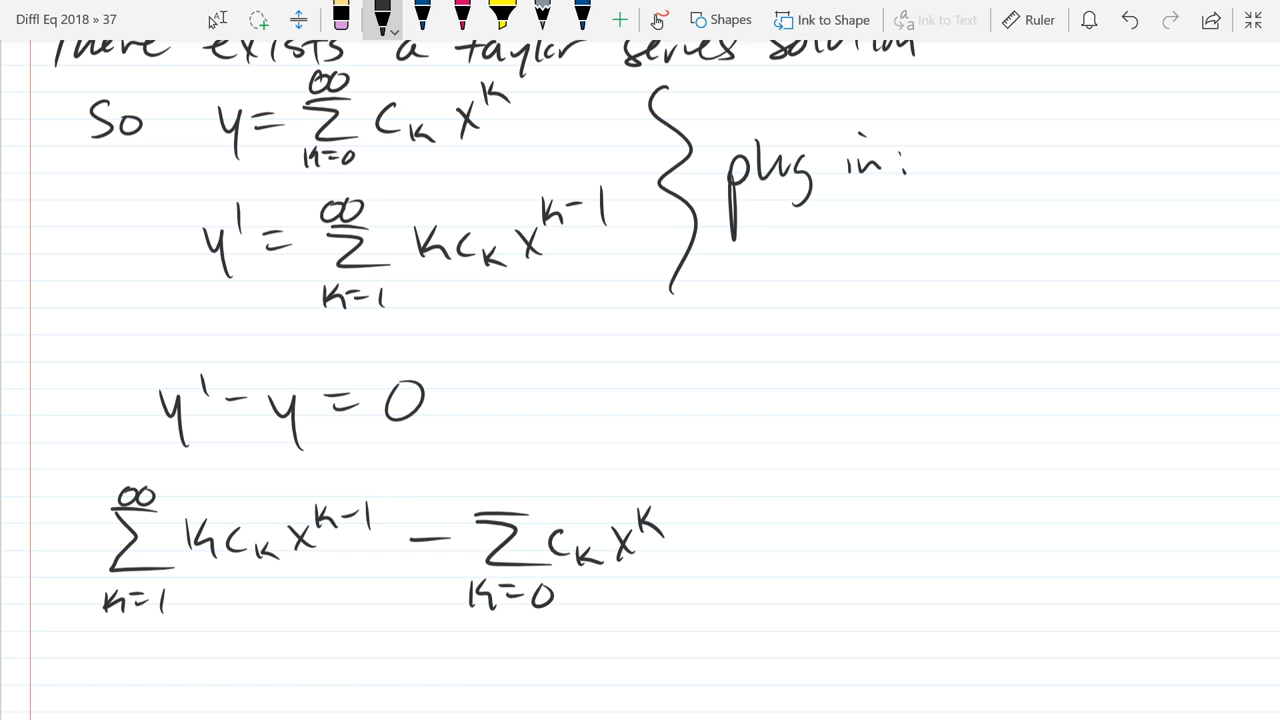 Diffl Eq 2018 » 37 Shapes Ink to Shape Ink to Text Ruler
There exists a taylor series solution
So y = ∞ Σ k=0 c_k x^k } plug in:
y' = ∞ Σ k=1 k c_k x^{k-1}
y' - y = 0
∞ Σ k=1 k c_k x^{k-1} - Σ k=0 c_k x^k